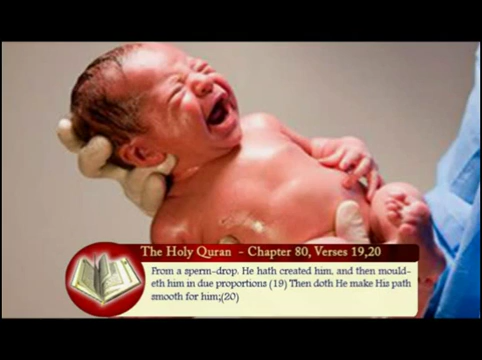 The Holy Quran - Chapter 80, Verses 19,20
From a sperm-drop. He hath created him, and then mould-
eth him in due proportions (19) Then doth He make His path
smooth for him;(20)